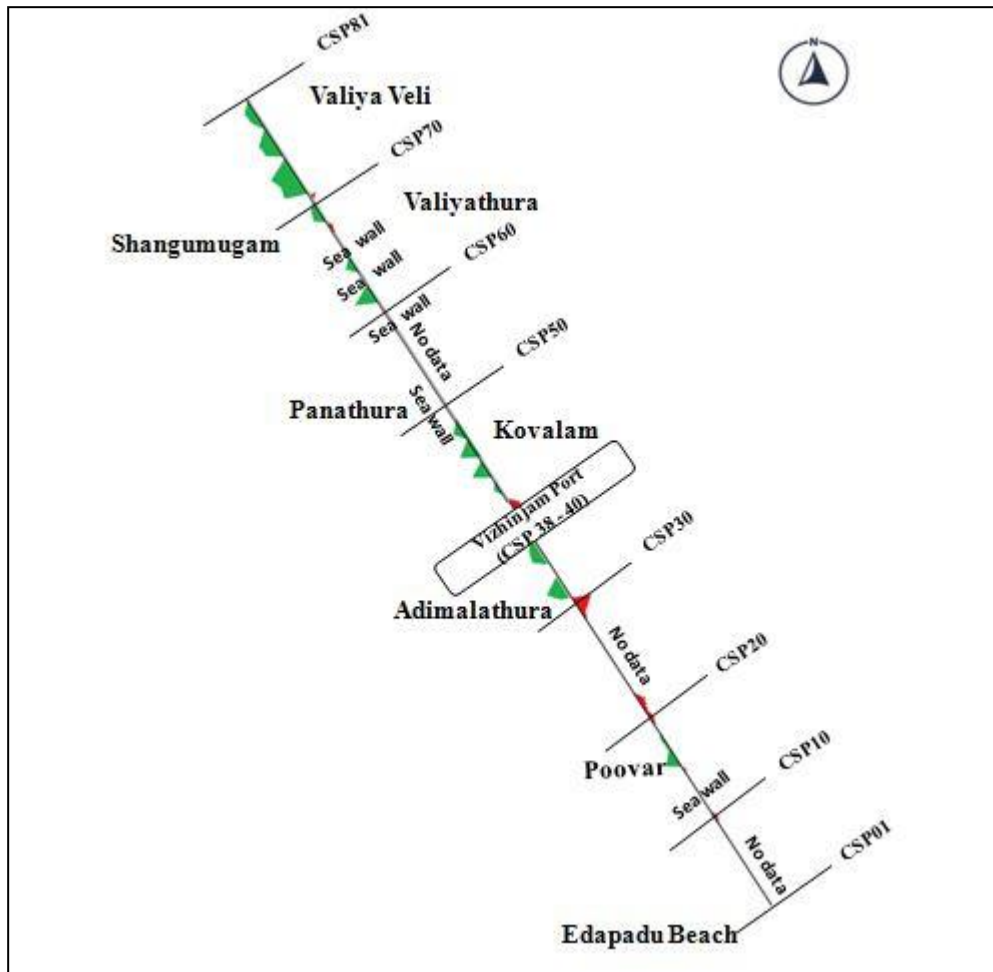 CSP81
N
Valiya Veli
CSP70
Valiyathura
Shangumugam
Sea wall
Sea wall
CSP60
Sea wall
No data
CSP50
Panathura
Sea wall
Kovalam
Vizhinjam Port
(CSP 38 - 40)
CSP30
Adimalathura
No data
CSP20
Poovar
CSP10
Sea wall
No data
CSP01
Edapadu Beach